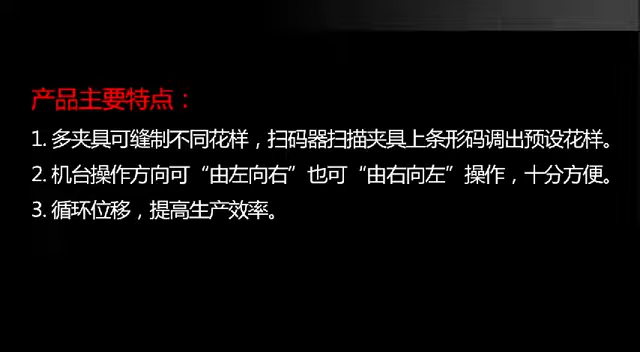 产品主要特点：
1. 多夹具可缝制不同花样，扫码器扫描夹具上条形码调出预设花样。
2. 机台操作方向可“由左向右”也可“由右向左”操作，十分方便。
3. 循环位移，提高生产效率。